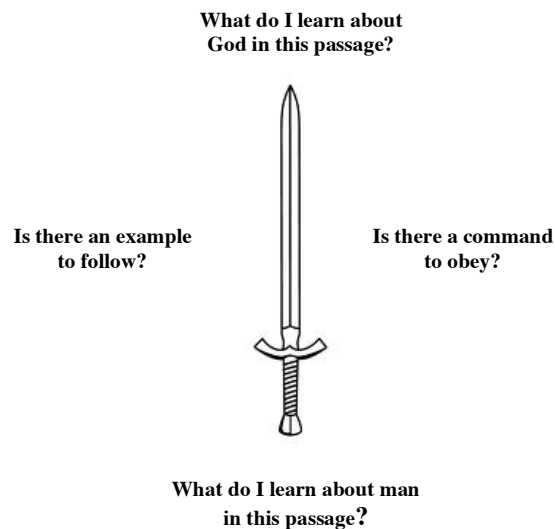 What do I learn about
God in this passage?
Is there an example
to follow?
Is there a command
to obey?
What do I learn about man
in this passage?